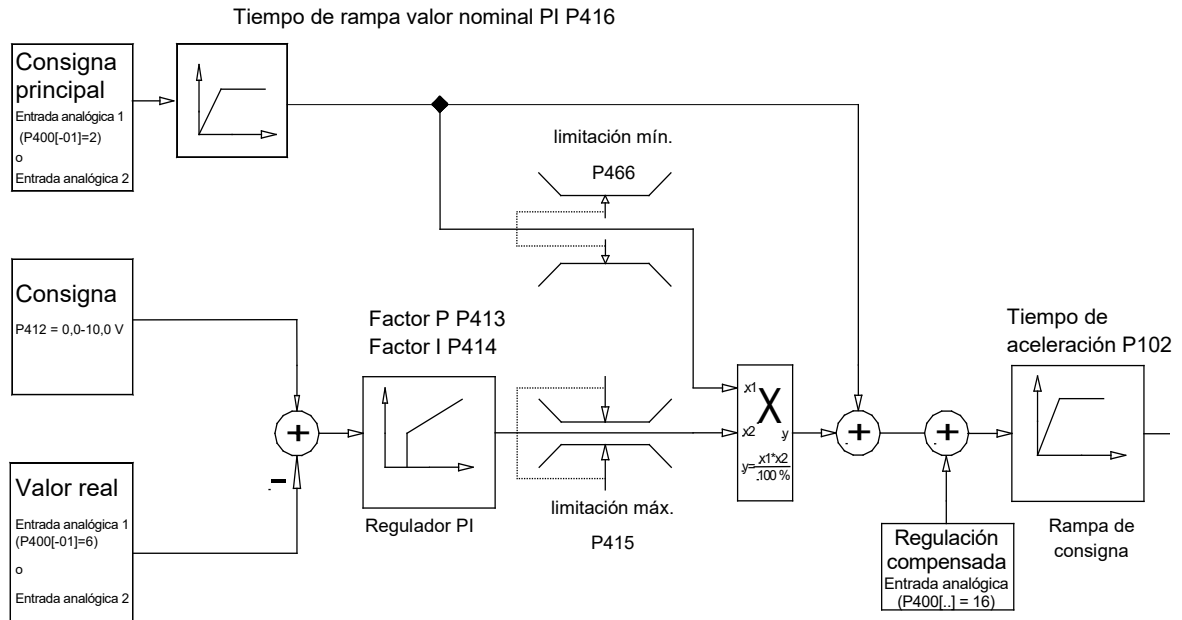 Tiempo de rampa valor nominal PI P416
Consigna
principal
Entrada analógica 1
(P400[-01]=2)
o
Entrada analógica 2
limitación mín.
P466
Consigna
P412 = 0,0-10,0 V
Factor P P413
Factor I P414
Tiempo de
aceleración P102
x1
x2
X
y
y=x1*x2
100 %
+
+
+
-
Valor real
Entrada analógica 1
(P400[-01]=6)
o
Entrada analógica 2
Regulador PI
limitación máx.
P415
Regulación
compensada
Entrada analógica
(P400[..] = 16)
Rampa de
consigna